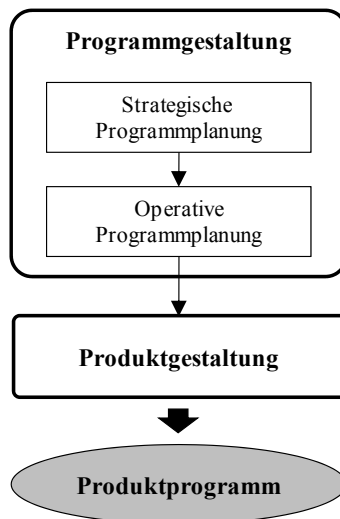 Programmgestaltung
Strategische
Programmplanung
Operative
Programmplanung
Produktgestaltung
Produktprogramm